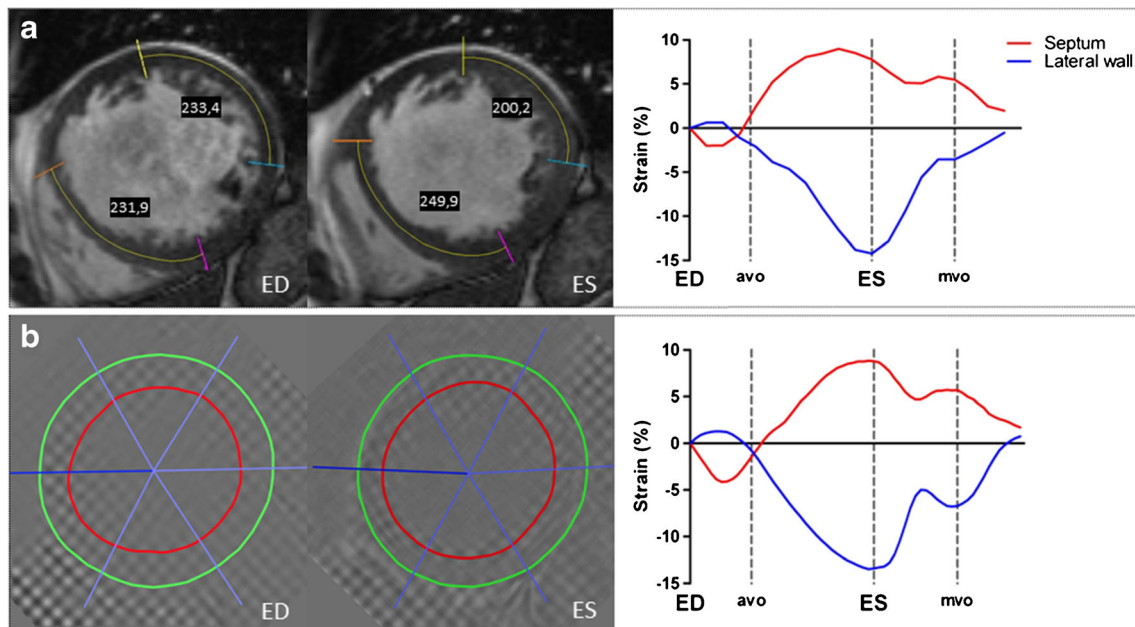 a
233,4
231,9
ED
200,2
249,9
ES
Strain (%)
10
5
0
-5
-10
-15
ED
avo
ES
mvo
Septum
Lateral wall
b
ED
ES
Strain (%)
10
5
0
-5
-10
-15
ED
avo
ES
mvo